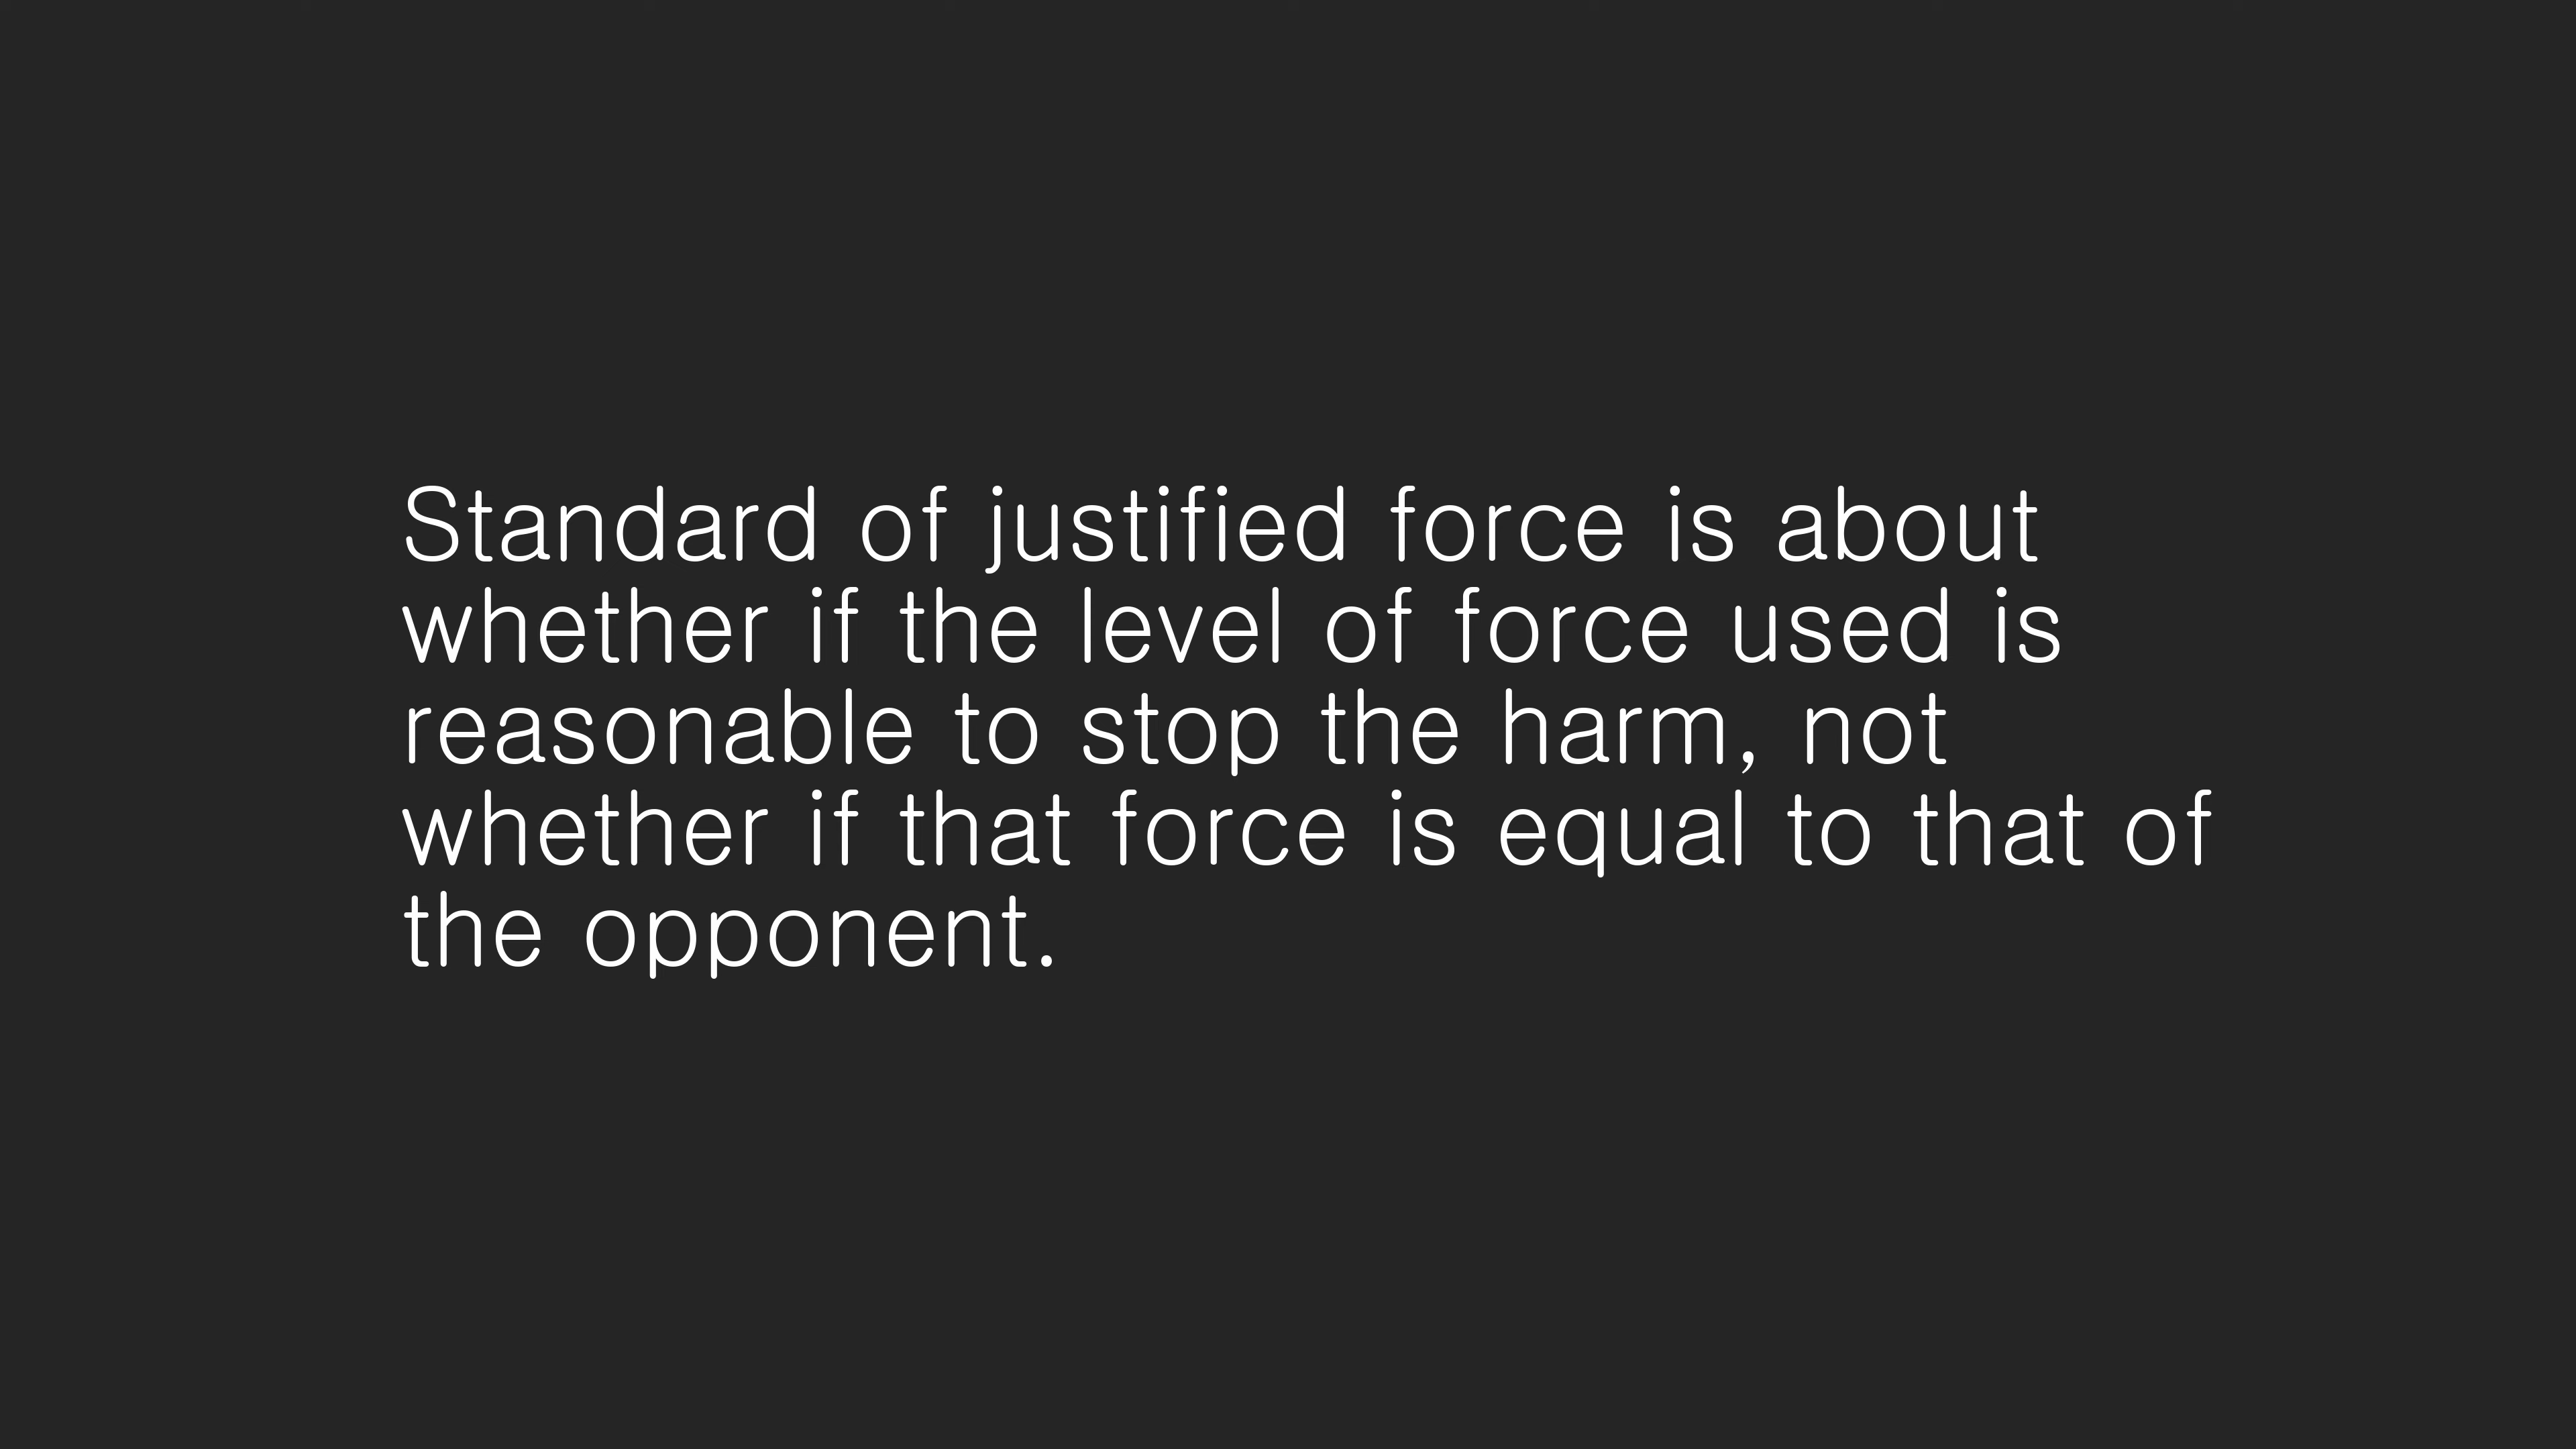 Standard of justified force is about
whether if the level of force used is
reasonable to stop the harm, not
whether if that force is equal to that of
the opponent.